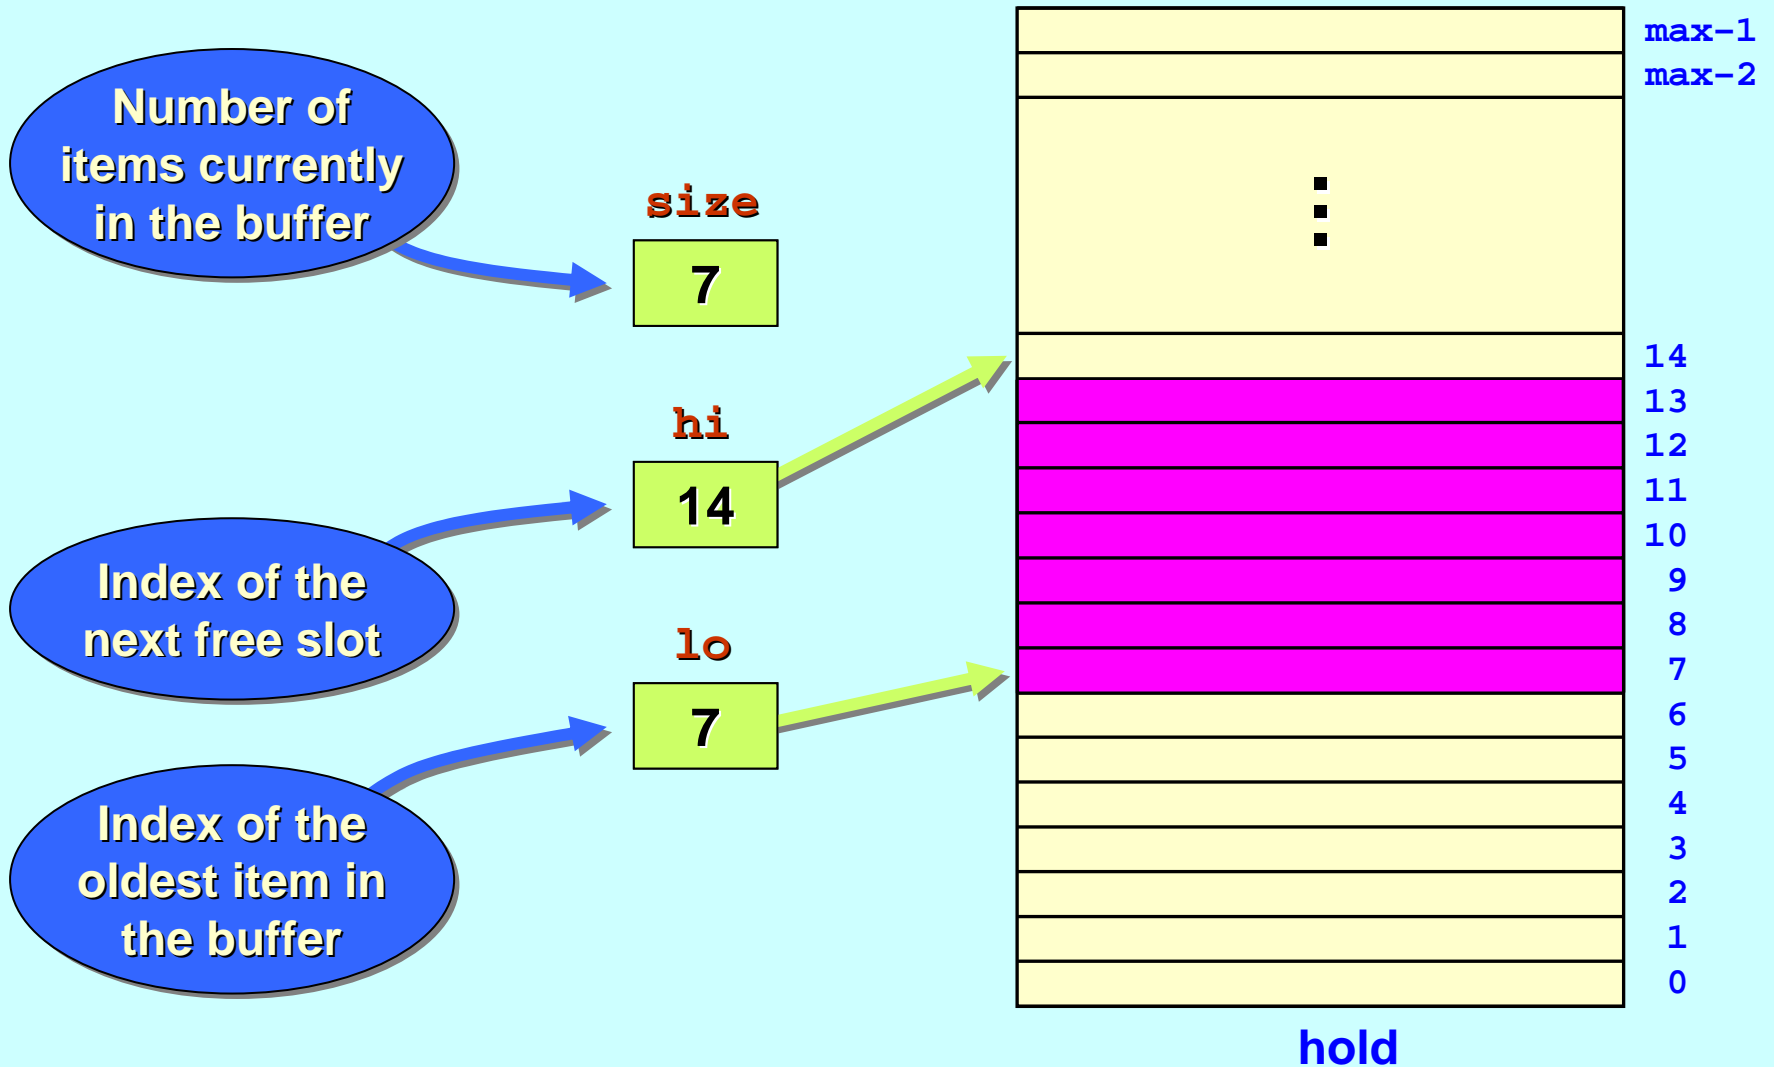 Number of
items currently
in the buffer
size
7
hi
14
Index of the
next free slot
lo
7
Index of the
oldest item in
the buffer
max-1
max-2
14
13
12
11
10
9
8
7
6
5
4
3
2
1
0
hold